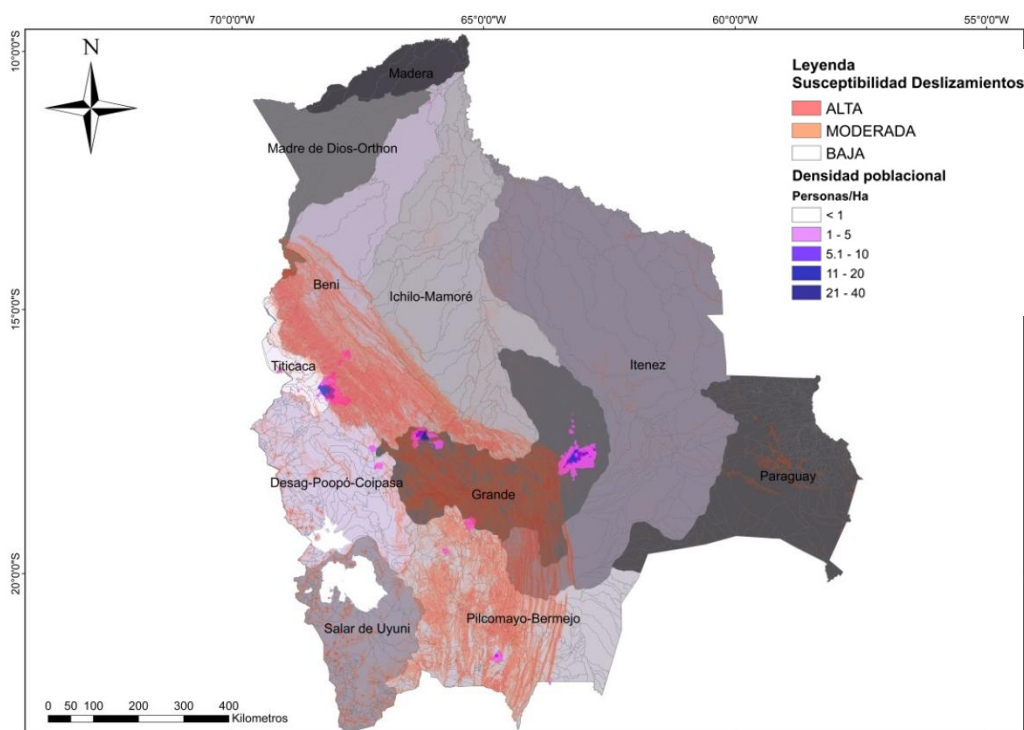 70°0'0"W
65°0'0"W
60°0'0"W
55°0'0"W
10°0'0"S
15°0'0"S
20°0'0"S
N
Leyenda
Susceptibilidad Deslizamientos
ALTA
MODERADA
BAJA
Densidad poblacional
Personas/Ha
< 1
1 - 5
5.1 - 10
11 - 20
21 - 40
Madera
Madre de Dios-Orthon
Beni
Ichilo-Mamoré
Titicaca
Itenez
Desag-Poopó-Coipasa
Grande
Paraguay
Pilcomayo-Bermejo
Salar de Uyuni
0 50 100 200 300 400
Kilometros